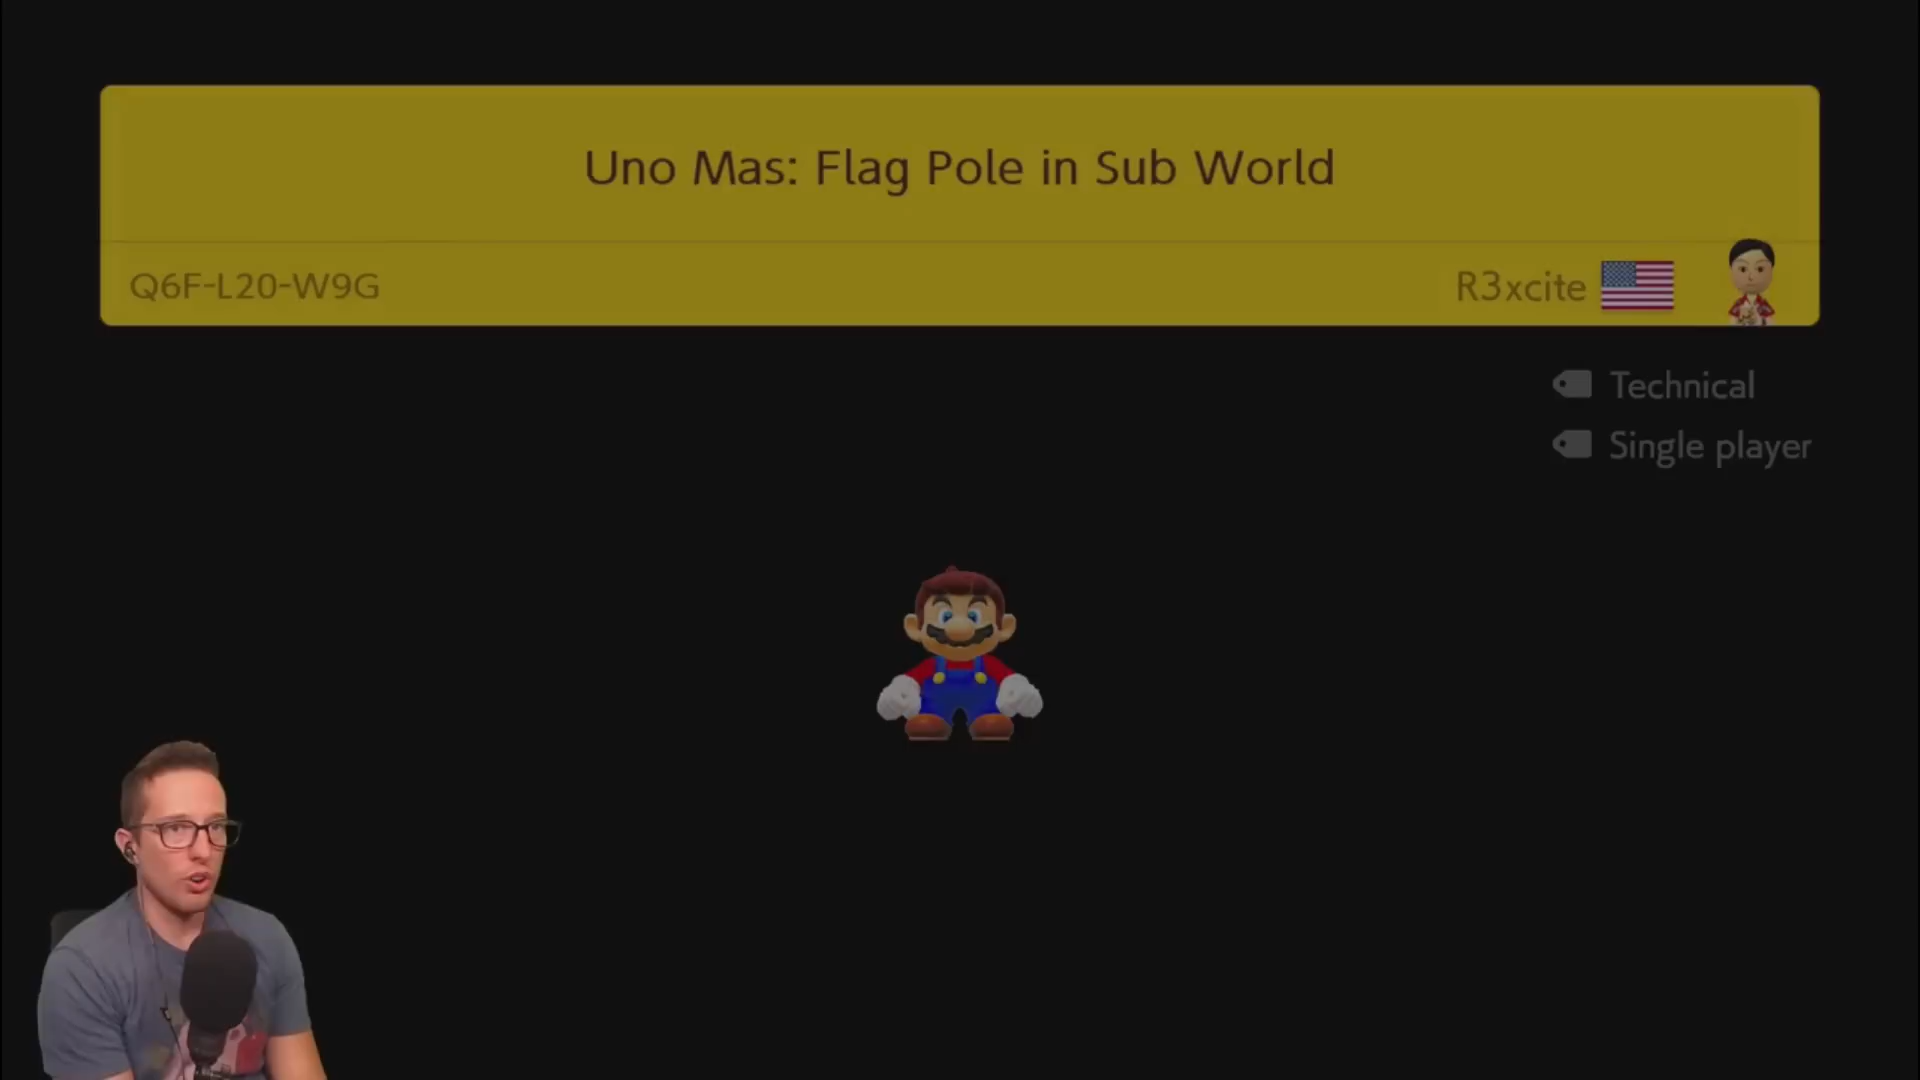 Uno Mas: Flag Pole in Sub World
Q6F-L20-W9G
R3xcite
Technical
Single player